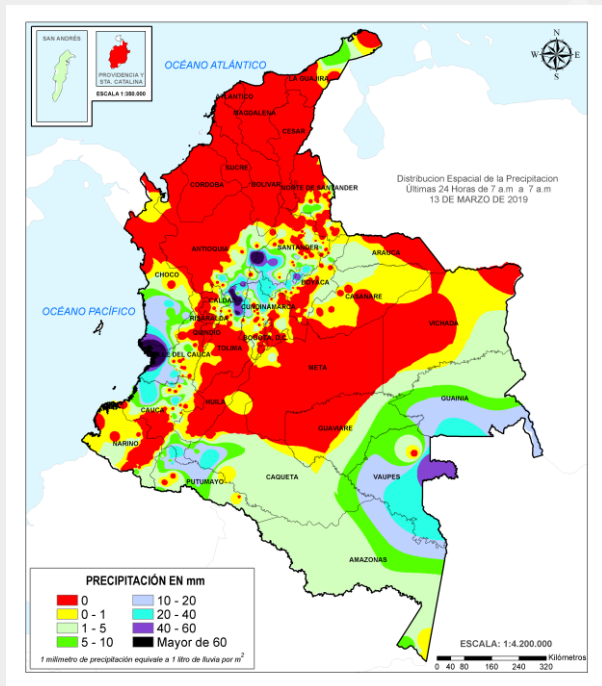 SAN ANDRÉS
PROVIDENCIA Y
STA. CATALINA
ESCALA 1:350.000
OCÉANO ATLÁNTICO
N
W E
S
Distribucion Espacial de la Precipitacion
Últimas 24 Horas de 7 a.m a 7 a.m
13 DE MARZO DE 2019
LA GUAJIRA
ATLANTICO
MAGDALENA
CESAR
SUCRE
CORDOBA
BOLIVAR
NORTE DE SANTANDER
ANTIOQUIA
SANTANDER
ARAUCA
CHOCO
BOYACA
CASANARE
OCÉANO PACÍFICO
CALDAS
CUNDINAMARCA
RISARALDA
VICHADA
QUINDIO
BOGOTA, D.C.
TOLIMA
DEL CAUCA
META
GUAINIA
HUILA
CAUCA
GUAVIARE
NARIÑO
CAQUETA
VAUPES
PUTUMAYO
AMAZONAS
PRECIPITACIÓN EN mm
0 10 - 20
0 - 1 20 - 40
1 - 5 40 - 60
5 - 10 Mayor de 60
1 milimetro de precipitación equivale a 1 litro de lluvia por m²
ESCALA: 1:4.200.000
Kilómetros
0 40 80 160 240 320